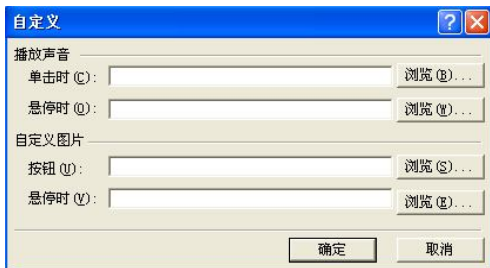 自定义
播放声音
单击时(C): 浏览(B)...
悬停时(O): 浏览(W)...
自定义图片
按钮(U): 浏览(S)...
悬停时(V): 浏览(E)...
确定 取消